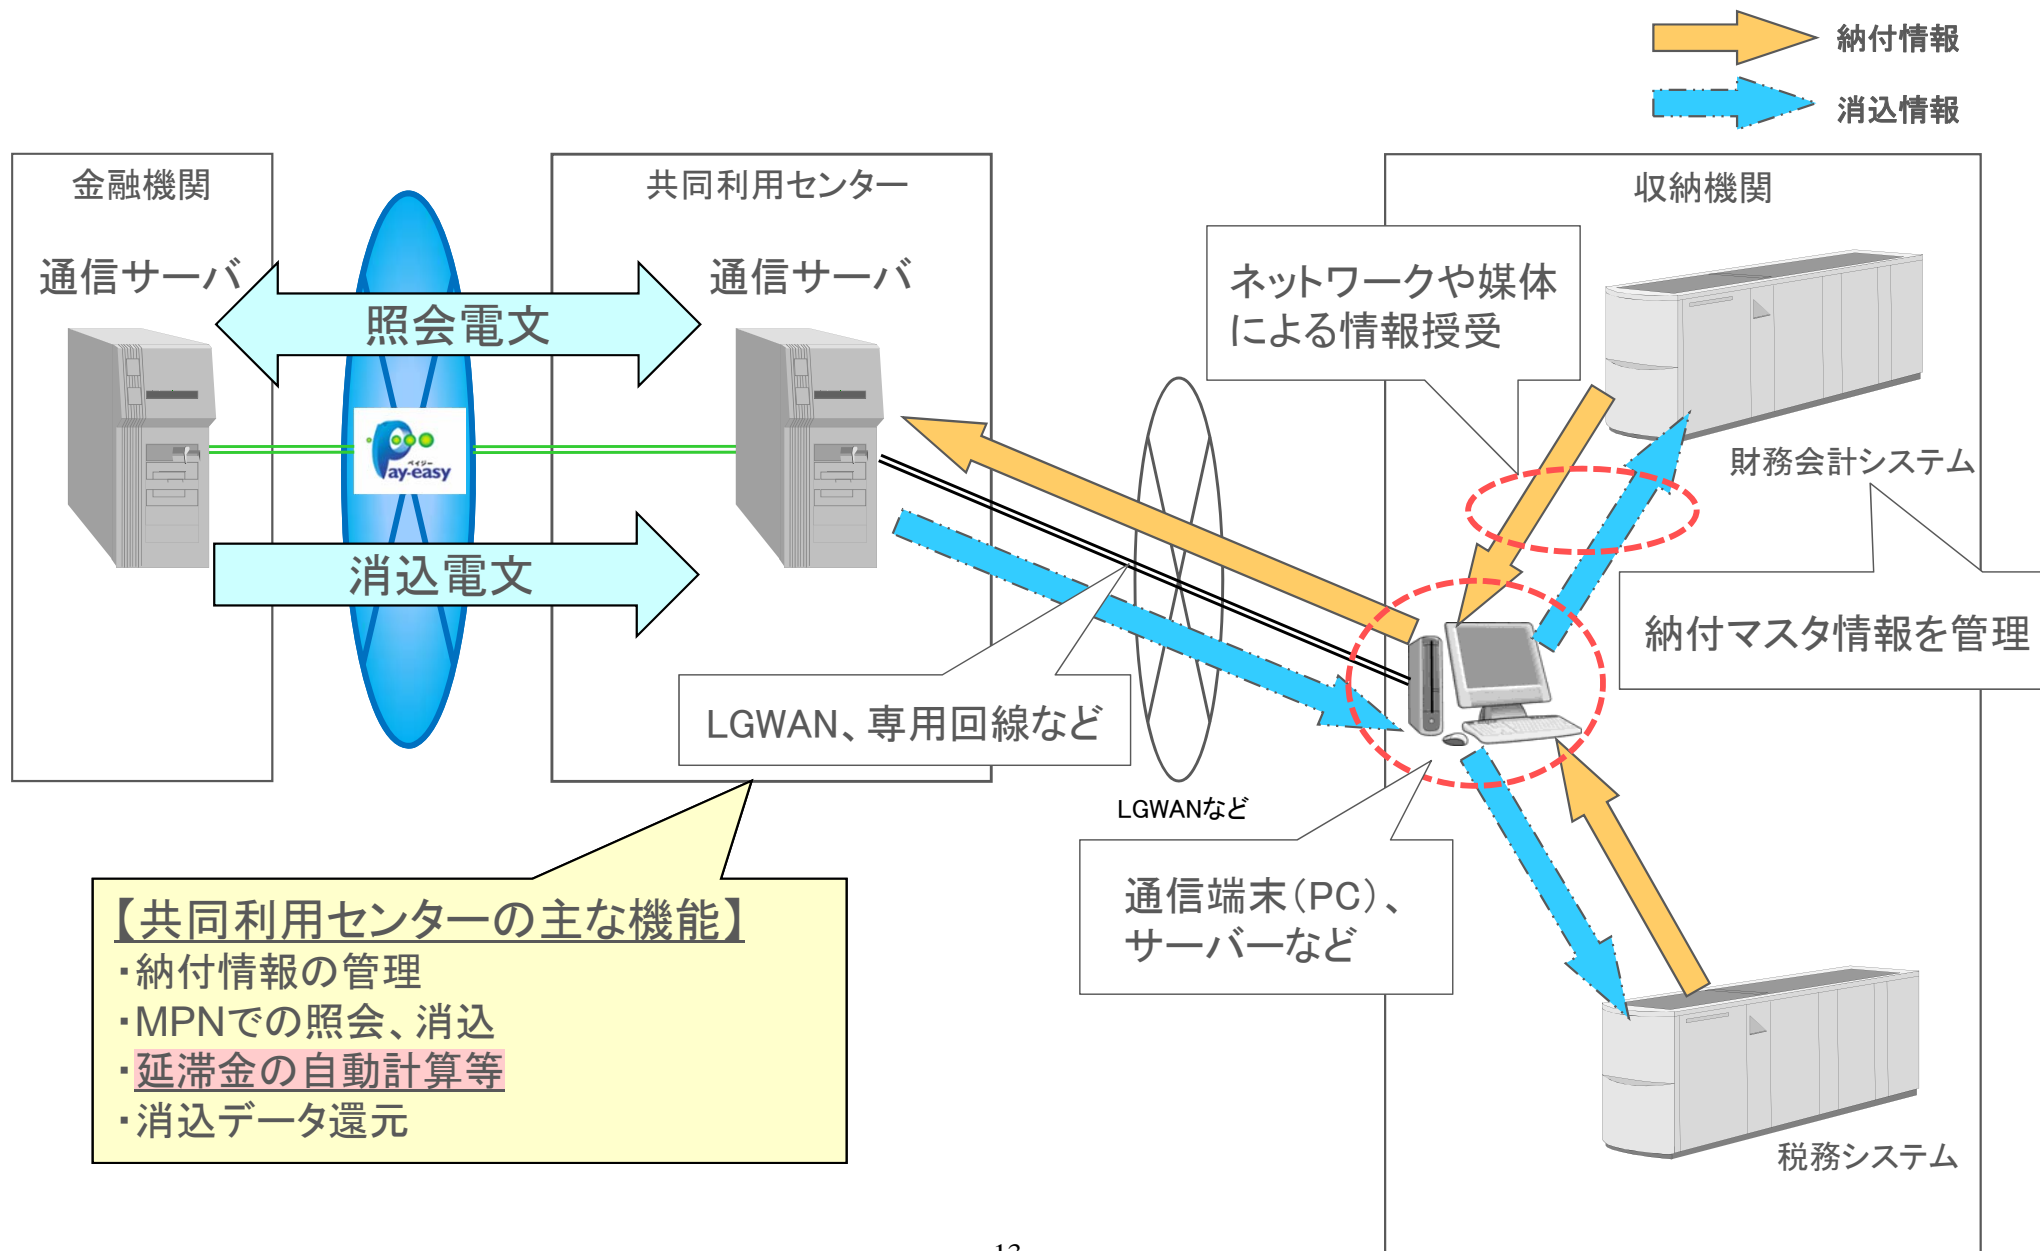 納付情報
消込情報
金融機関
共同利用センター
収納機関
通信サーバ
通信サーバ
ネットワークや媒体
による情報授受
照会電文
ペイジー
Pay-easy
財務会計システム
消込電文
納付マスタ情報を管理
LGWAN、専用回線など
LGWANなど
通信端末(PC)、
サーバーなど
【共同利用センターの主な機能】
・納付情報の管理
・MPNでの照会、消込
・延滞金の自動計算等
・消込データ還元
税務システム
13